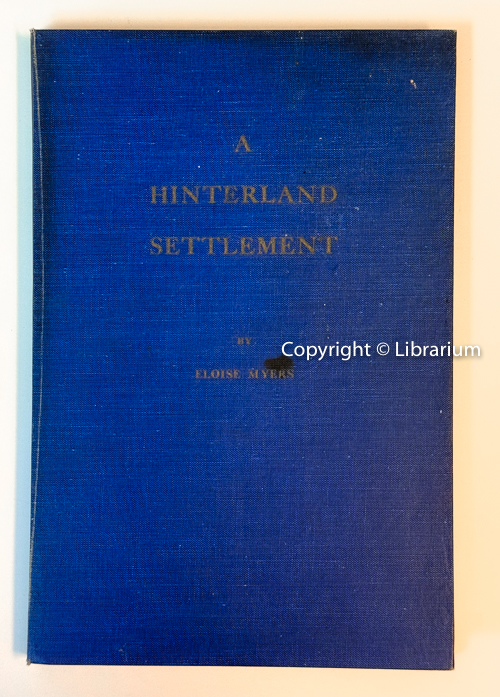 A
HINTERLAND
SETTLEMENT
BY
Copyright © Librarium
ELOISE MYERS